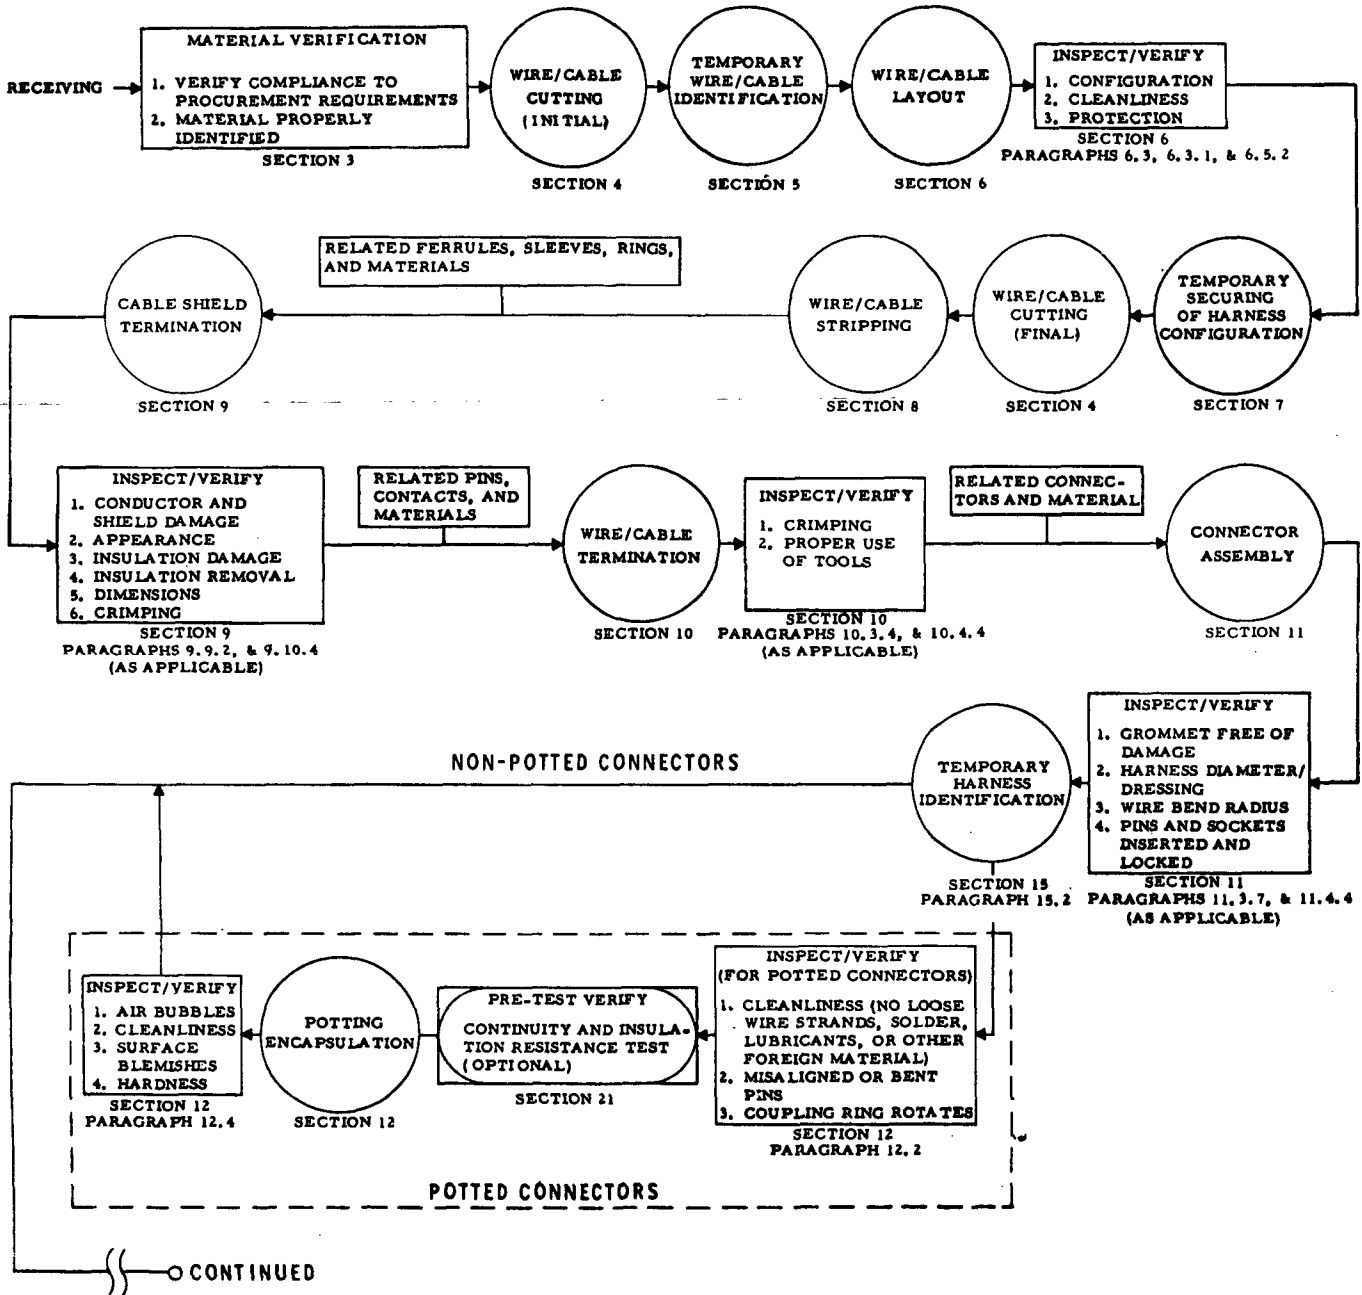 RECEIVING
MATERIAL VERIFICATION
1. VERIFY COMPLIANCE TO
PROCUREMENT REQUIREMENTS
2. MATERIAL PROPERLY
IDENTIFIED
SECTION 3
WIRE/CABLE
CUTTING
(INITIAL)
SECTION 4
TEMPORARY
WIRE/CABLE
IDENTIFICATION
SECTION 5
WIRE/CABLE
LAYOUT
SECTION 6
INSPECT/VERIFY
1. CONFIGURATION
2. CLEANLINESS
3. PROTECTION
SECTION 6
PARAGRAPHS 6.3, 6.3.1, & 6.5.2
CABLE SHIELD
TERMINATION
SECTION 9
RELATED FERRULES, SLEEVES, RINGS,
AND MATERIALS
WIRE/CABLE
STRIPPING
SECTION 8
WIRE/CABLE
CUTTING
(FINAL)
SECTION 4
TEMPORARY
SECURING
OF HARNESS
CONFIGURATION
SECTION 7
INSPECT/VERIFY
1. CONDUCTOR AND
SHIELD DAMAGE
2. APPEARANCE
3. INSULATION DAMAGE
4. INSULATION REMOVAL
5. DIMENSIONS
6. CRIMPING
SECTION 9
PARAGRAPHS 9.9.2, & 9.10.4
(AS APPLICABLE)
RELATED PINS,
CONTACTS, AND
MATERIALS
WIRE/CABLE
TERMINATION
SECTION 10
INSPECT/VERIFY
1. CRIMPING
2. PROPER USE
OF TOOLS
SECTION 10
PARAGRAPHS 10.3.4, & 10.4.4
(AS APPLICABLE)
RELATED CONNEC-
TORS AND MATERIAL
CONNECTOR
ASSEMBLY
SECTION 11
INSPECT/VERIFY
1. GROMMET FREE OF
DAMAGE
2. HARNESS DIAMETER/
DRESSING
3. WIRE BEND RADIUS
4. PINS AND SOCKETS
INSERTED AND
LOCKED
SECTION 11
PARAGRAPHS 11.3.7, & 11.4.4
(AS APPLICABLE)
TEMPORARY
HARNESS
IDENTIFICATION
SECTION 15
PARAGRAPH 15.2
NON-POTTED CONNECTORS
INSPECT/VERIFY
1. AIR BUBBLES
2. CLEANLINESS
3. SURFACE
BLEMISHES
4. HARDNESS
SECTION 12
PARAGRAPH 12.4
POTTING
ENCAPSULATION
SECTION 12
PRE-TEST VERIFY
CONTINUITY AND INSULA-
TION RESISTANCE TEST
(OPTIONAL)
SECTION 21
INSPECT/VERIFY
(FOR POTTED CONNECTORS)
1. CLEANLINESS (NO LOOSE
WIRE STRANDS, SOLDER,
LUBRICANTS, OR OTHER
FOREIGN MATERIAL)
2. MISALIGNED OR BENT
PINS
3. COUPLING RING ROTATES
SECTION 12
PARAGRAPH 12.2
POTTED CONNECTORS
CONTINUED